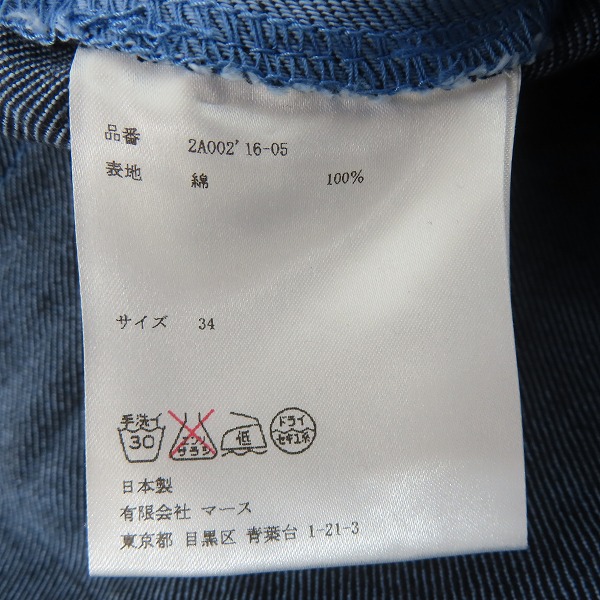 品番 2A002' 16-05
表地 綿 100%
サイズ 34
手洗イ 30 エンソサラシ 低 ドライ セキユ系
日本製
有限会社 マース
東京都 目黒区 青葉台 1-21-3